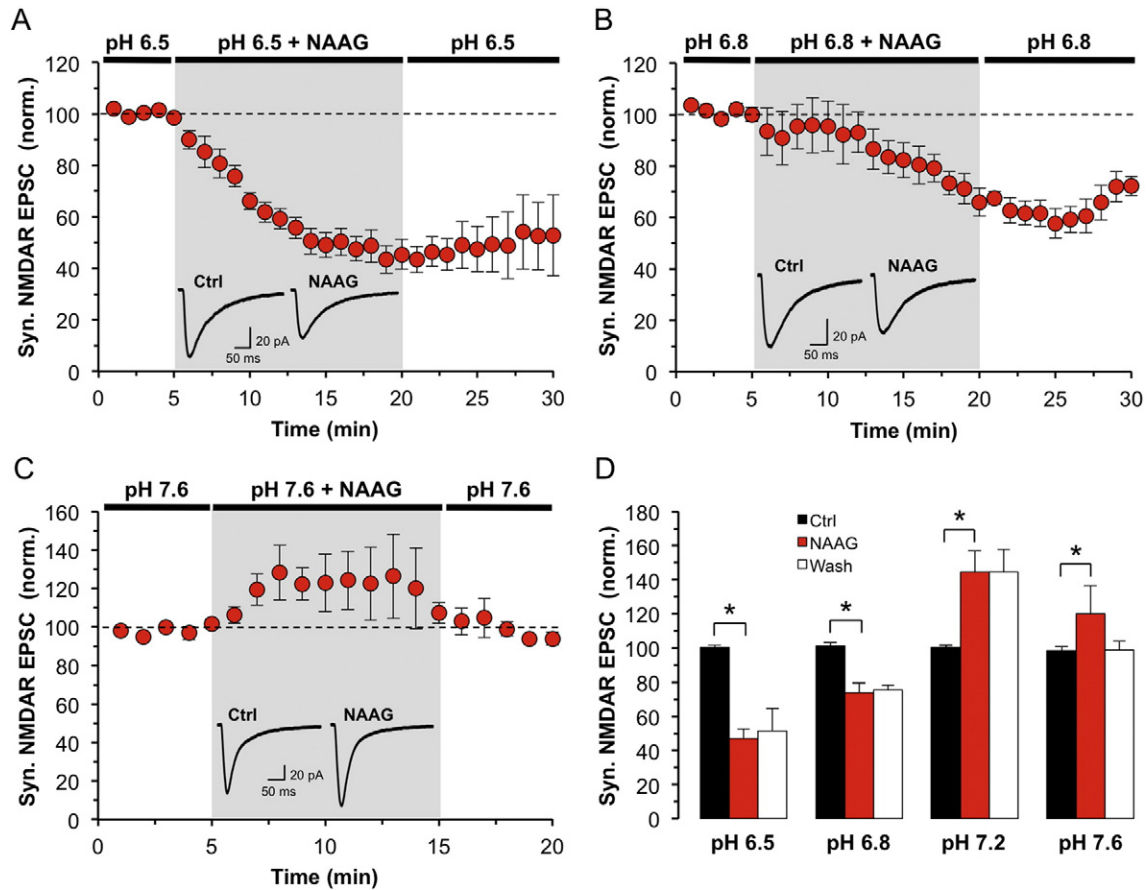 A
pH 6.5 pH 6.5 + NAAG pH 6.5
Syn. NMDAR EPSC (norm.)
120
100
80
60
40
20
0
Ctrl NAAG
20 pA
50 ms
0 5 10 15 20 25 30
Time (min)
B
pH 6.8 pH 6.8 + NAAG pH 6.8
Syn. NMDAR EPSC (norm.)
120
100
80
60
40
20
0
Ctrl NAAG
20 pA
50 ms
0 5 10 15 20 25 30
Time (min)
C
pH 7.6 pH 7.6 + NAAG pH 7.6
Syn. NMDAR EPSC (norm.)
160
140
120
100
80
60
40
20
0
Ctrl NAAG
20 pA
50 ms
0 5 10 15 20
Time (min)
D
Syn. NMDAR EPSC (norm.)
180
160
140
120
100
80
60
40
20
0
Ctrl
NAAG
Wash
* * * *
pH 6.5 pH 6.8 pH 7.2 pH 7.6